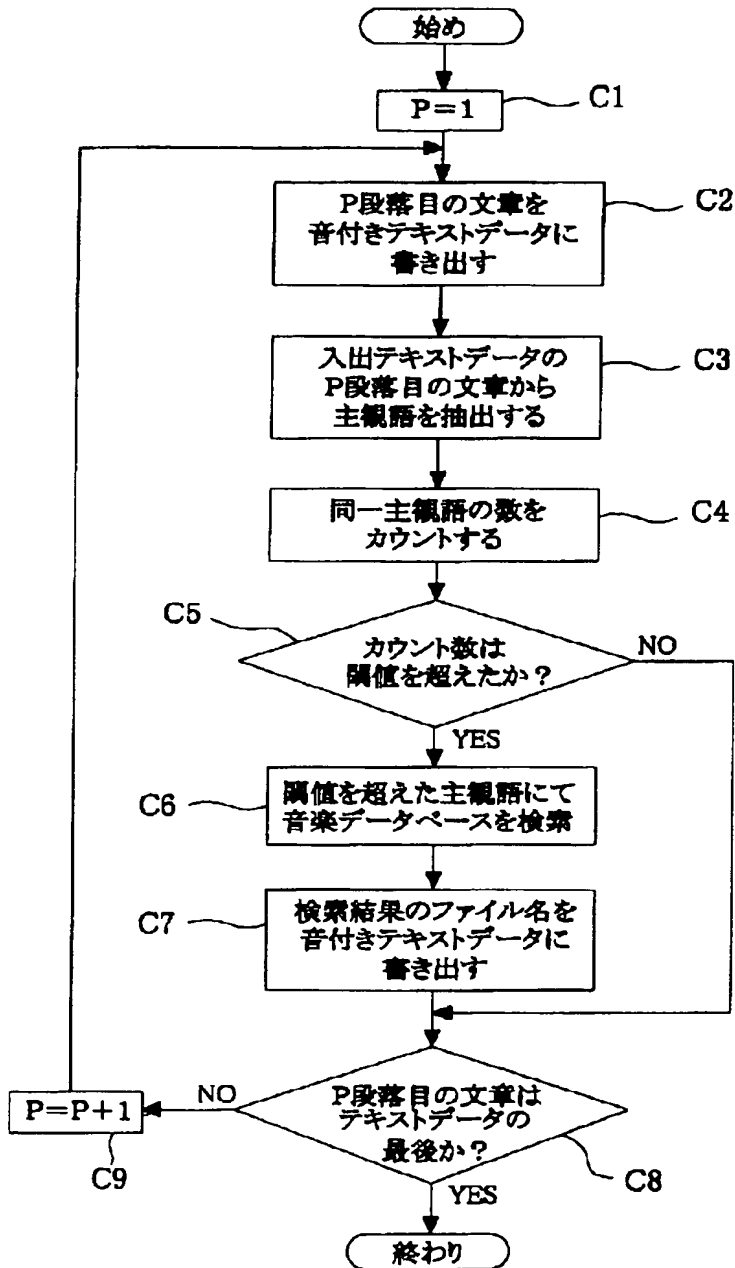 始め
P=1
C1
P段落目の文章を
音付きテキストデータに
書き出す
C2
入出テキストデータの
P段落目の文章から
主観語を抽出する
C3
同一主観語の数を
カウントする
C4
C5
カウント数は
閾値を超えたか?
NO
YES
C6
閾値を超えた主観語にて
音楽データベースを検索
C7
検索結果のファイル名を
音付きテキストデータに
書き出す
P段落目の文章は
テキストデータの
最後か?
NO
P=P+1
C9
C8
YES
終わり